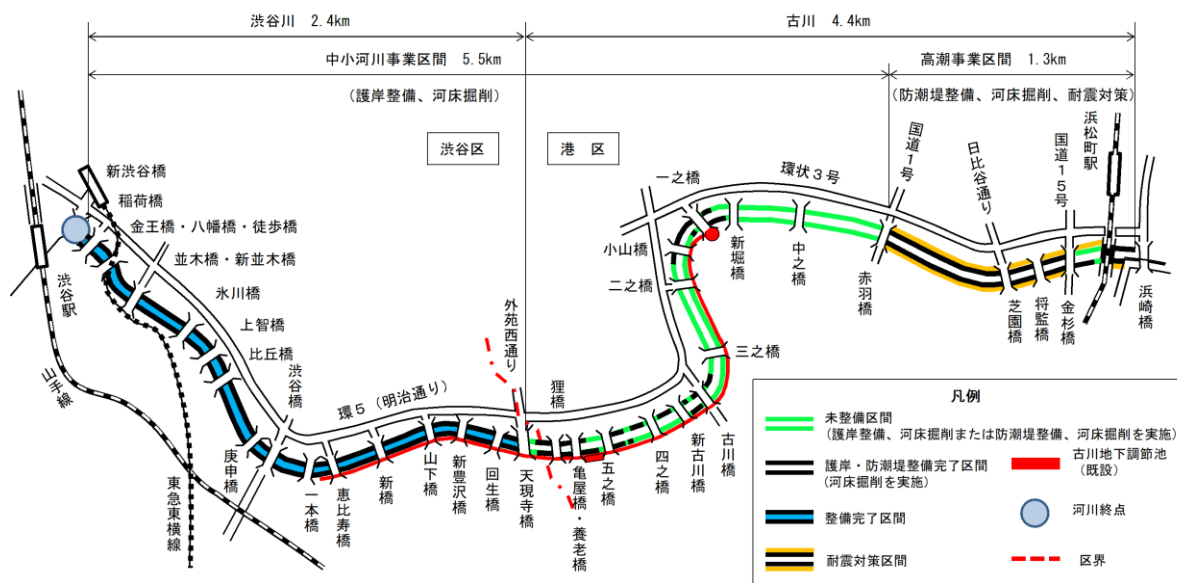 渋谷川 2.4km
古川 4.4km
中小河川事業区間 5.5km
高潮事業区間 1.3km
(護岸整備、河床掘削)
(防潮堤整備、河床掘削、耐震対策)
渋谷区
港 区
新渋谷橋
稲荷橋
金王橋・八幡橋・徒歩橋
並木橋・新並木橋
氷川橋
上智橋
比丘橋
渋谷橋
渋谷駅
山手線
東急東横線
庚申橋
一本橋
恵比寿橋
新橋
山下橋
新豊沢橋
回生橋
天現寺橋
環5(明治通り)
外苑西通り
狸橋
亀屋橋・養老橋
五之橋
四之橋
新古川橋
古川橋
三之橋
二之橋
小山橋
一之橋
環状3号
新堀橋
中之橋
赤羽橋
国道1号
日比谷通り
国道15号
浜松町駅
芝園橋
将監橋
金杉橋
浜崎橋
凡例
未整備区間
(護岸整備、河床掘削または防潮堤整備、河床掘削を実施)
護岸・防潮堤整備完了区間
(河床掘削を実施)
整備完了区間
耐震対策区間
古川地下調節池
(既設)
河川終点
区界